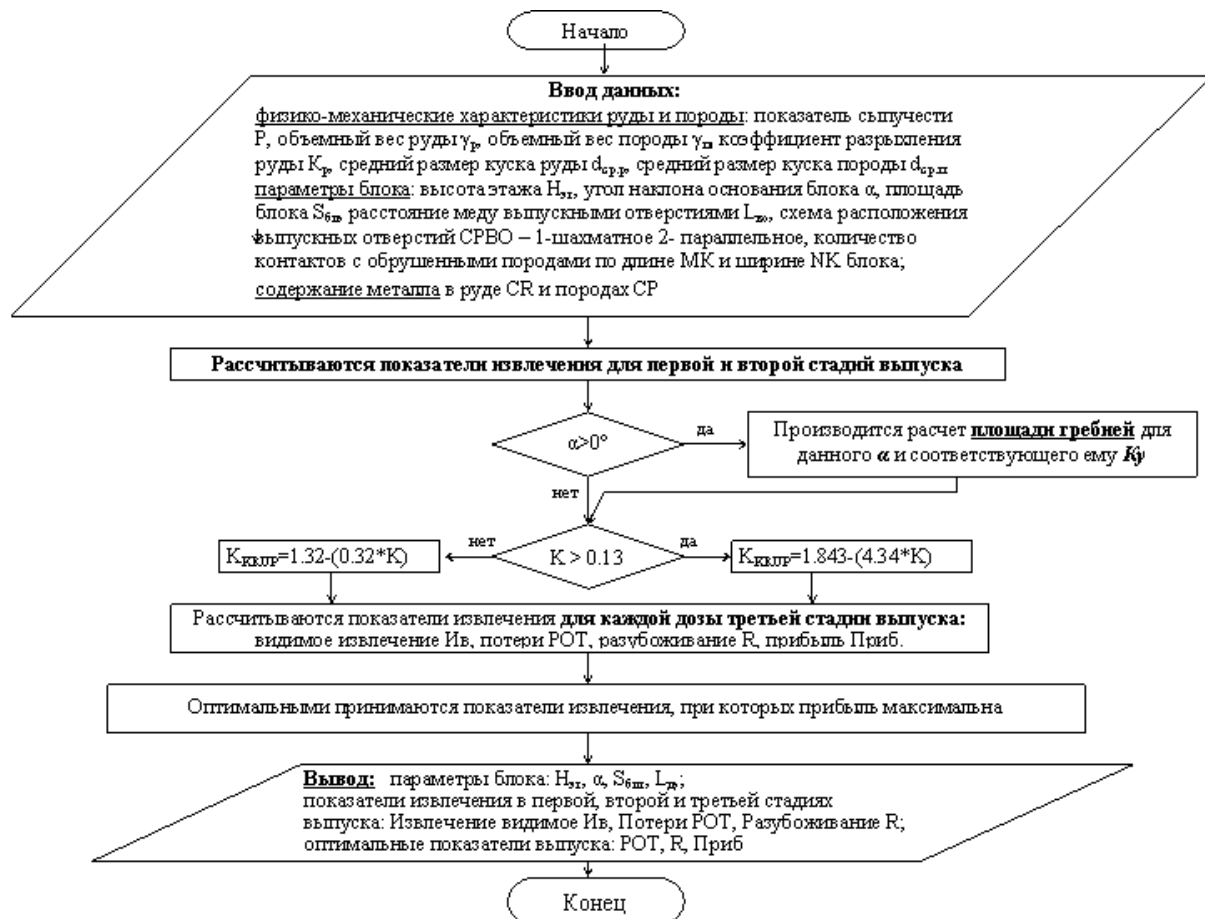 Начало
Ввод данных:
физико-механические характеристики руды и породы: показатель сыпучести
P, объемный вес руды γр, объемный вес породы γп, коэффициент разрыхления
руды Кр, средний размер куска руды dср.р, средний размер куска породы dср.п
параметры блока: высота этажа Нэт, угол наклона основания блока α, площадь
блока Sбл, расстояние меду выпускными отверстиями Lво, схема расположения
выпускных отверстий СРВО – 1-шахматное 2- параллельное, количество
контактов с обрушенными породами по длине МК и ширине NK блока;
содержание металла в руде CR и породах CP
Рассчитываются показатели извлечения для первой и второй стадий выпуска
α>0°
да
Производится расчет площади гребней для
данного α и соответствующего ему Ку
нет
K > 0.13
нет
да
=1.32-(0.32*K)
=1.843-(4.34*K)
Рассчитываются показатели извлечения для каждой дозы третьей стадии выпуска:
видимое извлечение Ив, потери РОТ, разубоживание R, прибыль Приб.
Оптимальными принимаются показатели извлечения, при которых прибыль максимальна
Вывод: параметры блока: Нэт, α,
показатели извлечения в первой, второй и третьей стадиях
выпуска: Извлечение видимое Ив, Потери РОТ, Разубоживание R;
оптимальные показатели выпуска: РОТ, R, Приб
Конец